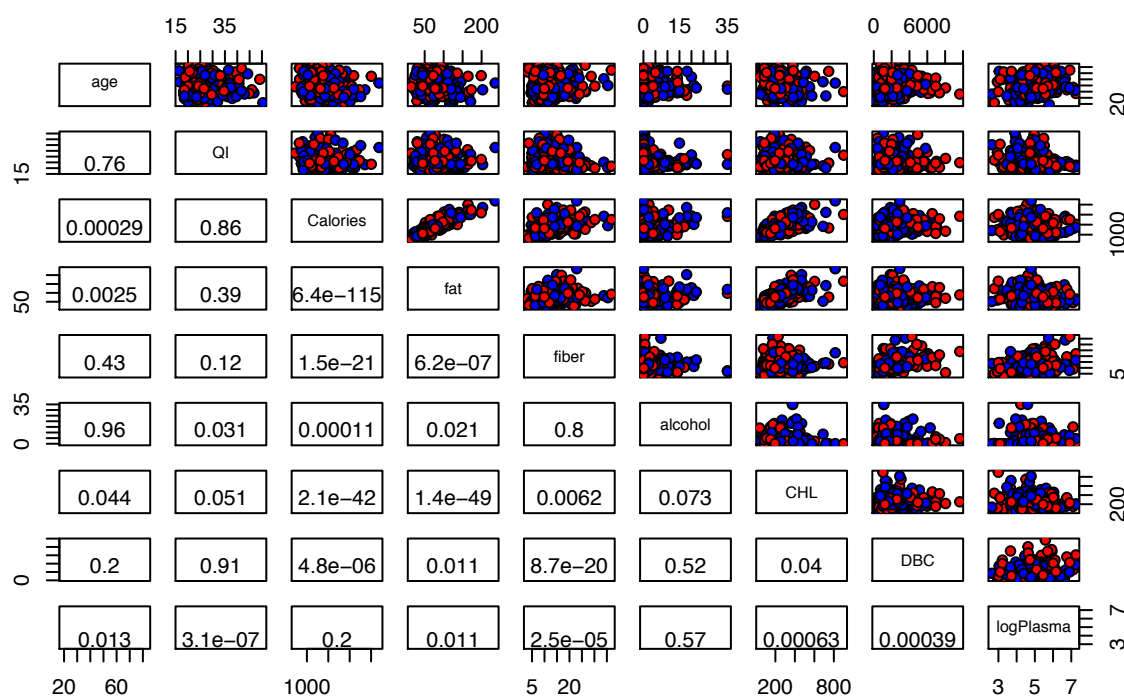 15 35
50 200
0 15 35
0 6000
age
20
15
0.76
QI
0.00029
0.86
Calories
1000
50
0.0025
0.39
6.4e−115
fat
0.43
0.12
1.5e−21
6.2e−07
fiber
5
0 35
0.96
0.031
0.00011
0.021
0.8
alcohol
0.044
0.051
2.1e−42
1.4e−49
0.0062
0.073
CHL
200
0
0.2
0.91
4.8e−06
0.011
8.7e−20
0.52
0.04
DBC
0.013
3.1e−07
0.2
0.011
2.5e−05
0.57
0.00063
0.00039
logPlasma
3 7
20 60
1000
5 20
200 800
3 5 7